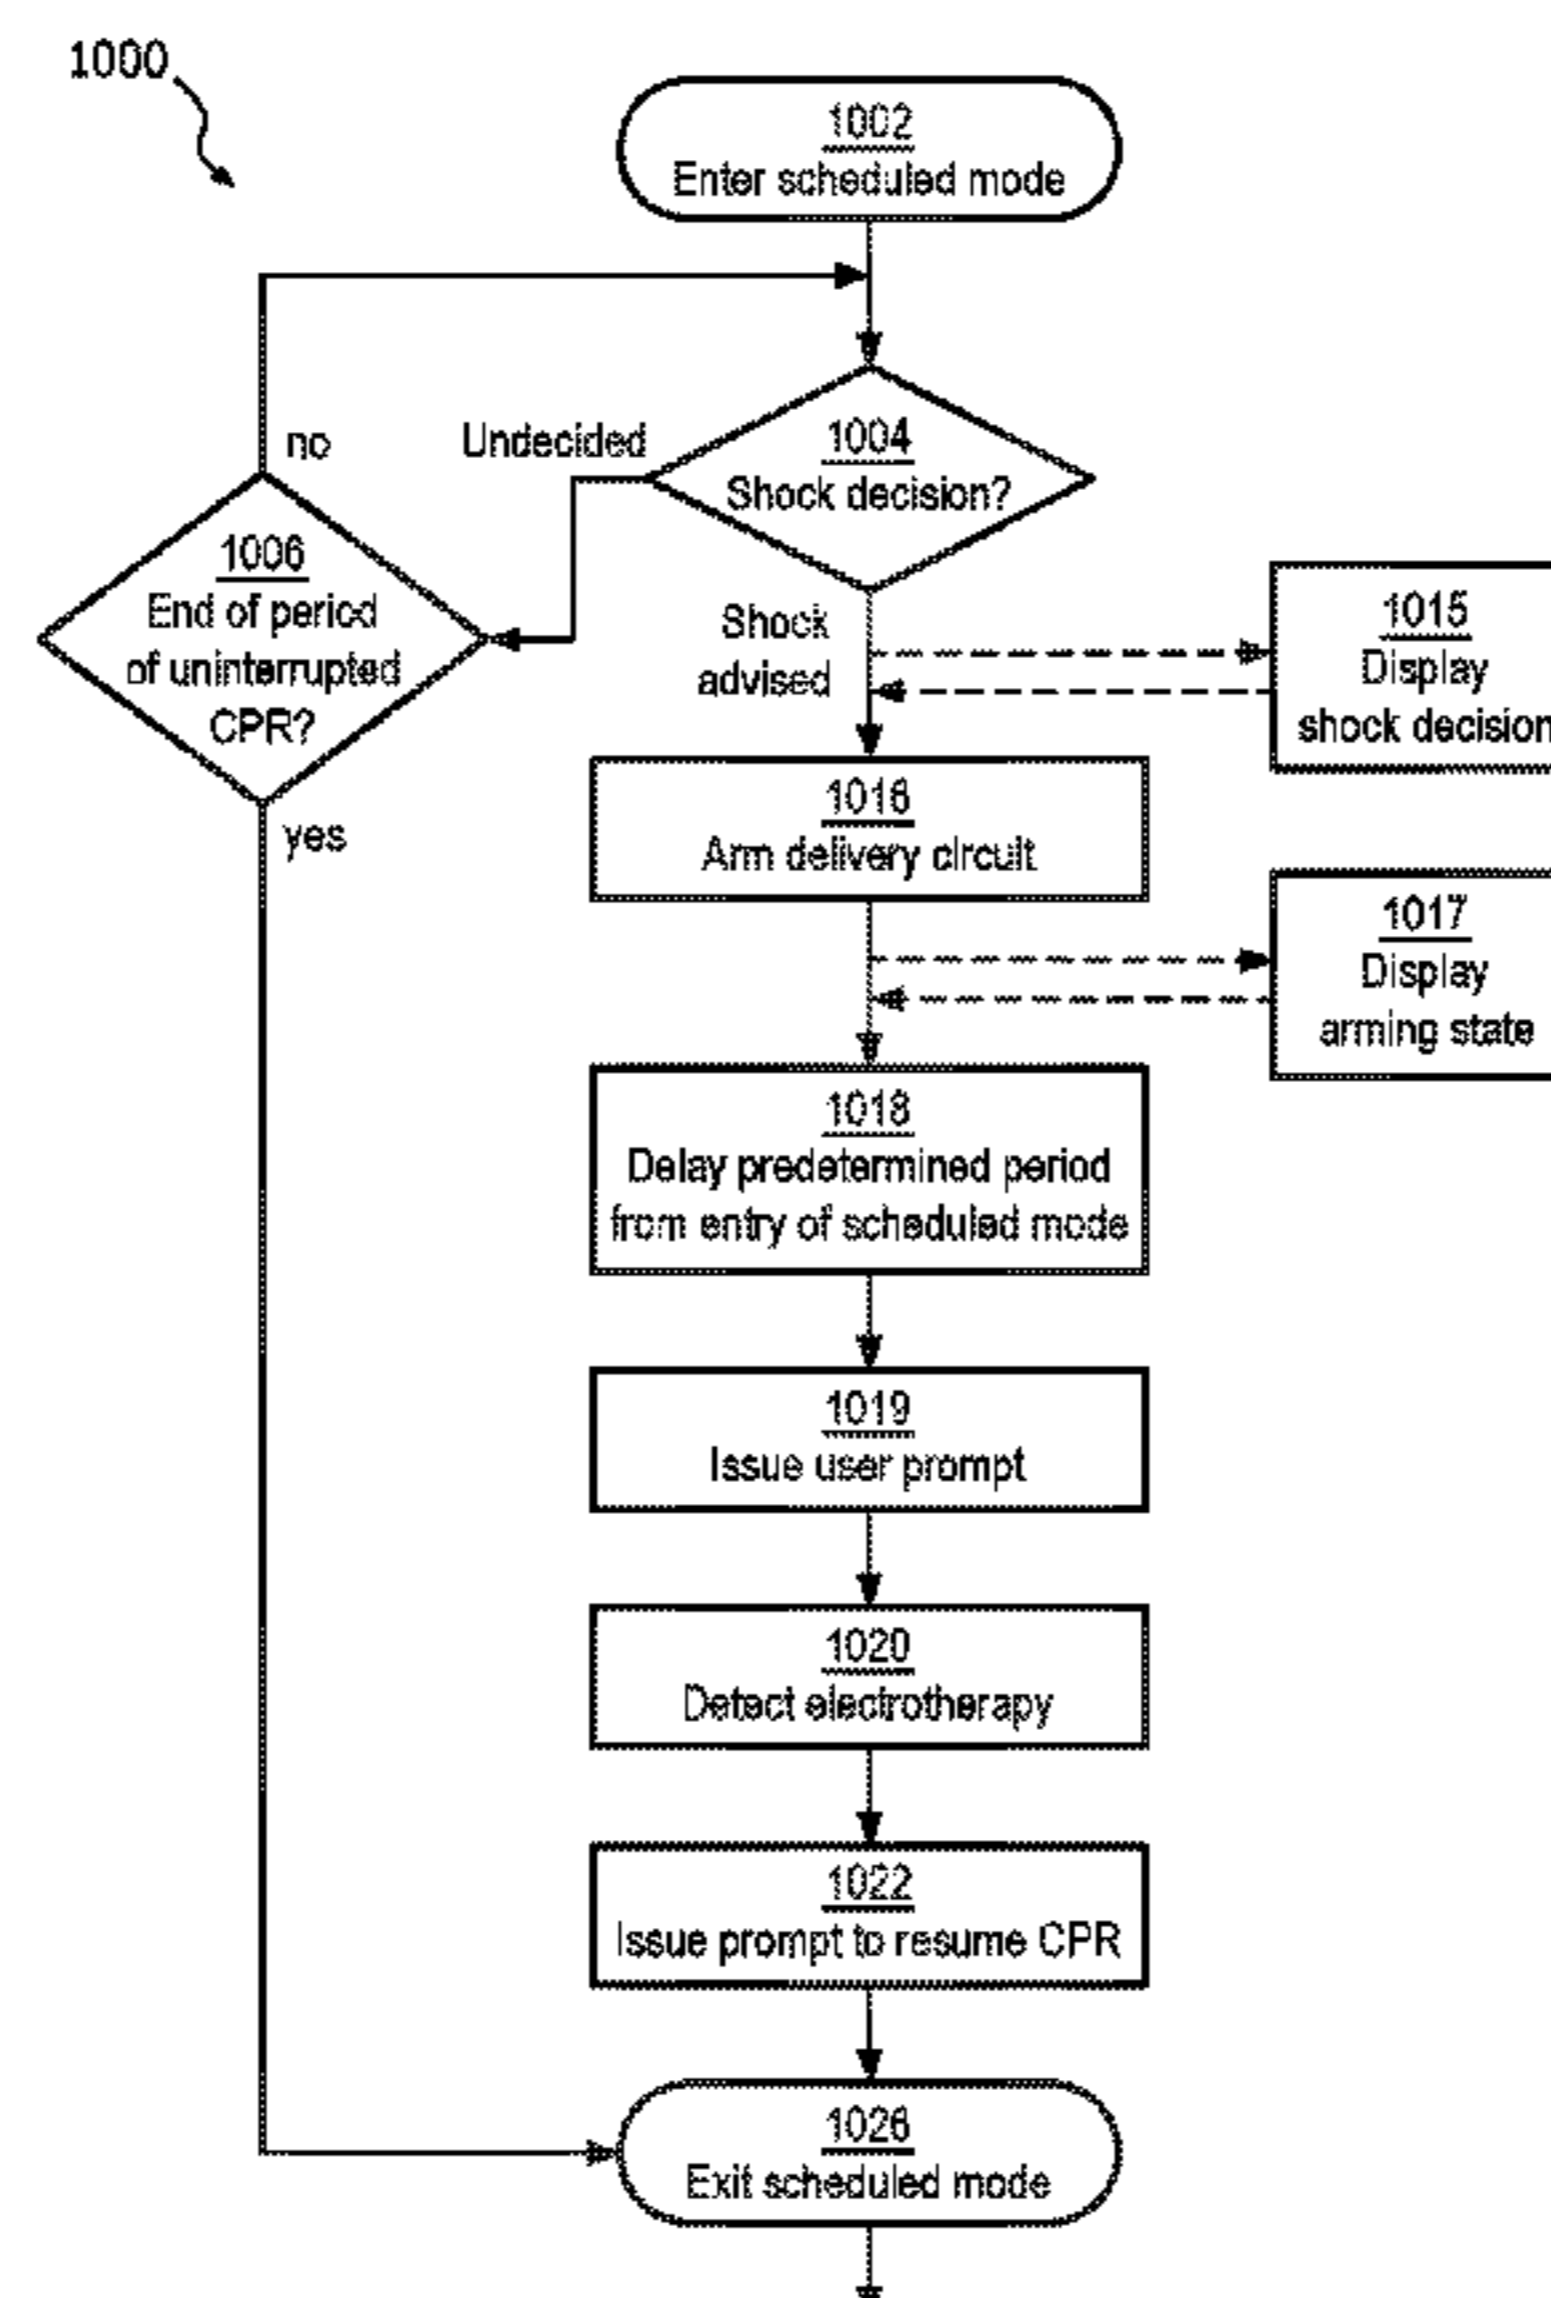 1000
1002
Enter scheduled mode
no
Undecided
1004
Shock decision?
1006
End of period
of uninterrupted
CPR?
yes
Shock
advised
1015
Display
shock decision
1016
Arm delivery circuit
1017
Display
arming state
1018
Delay predetermined period
from entry of scheduled mode
1019
Issue user prompt
1020
Detect electrotherapy
1022
Issue prompt to resume CPR
1026
Exit scheduled mode